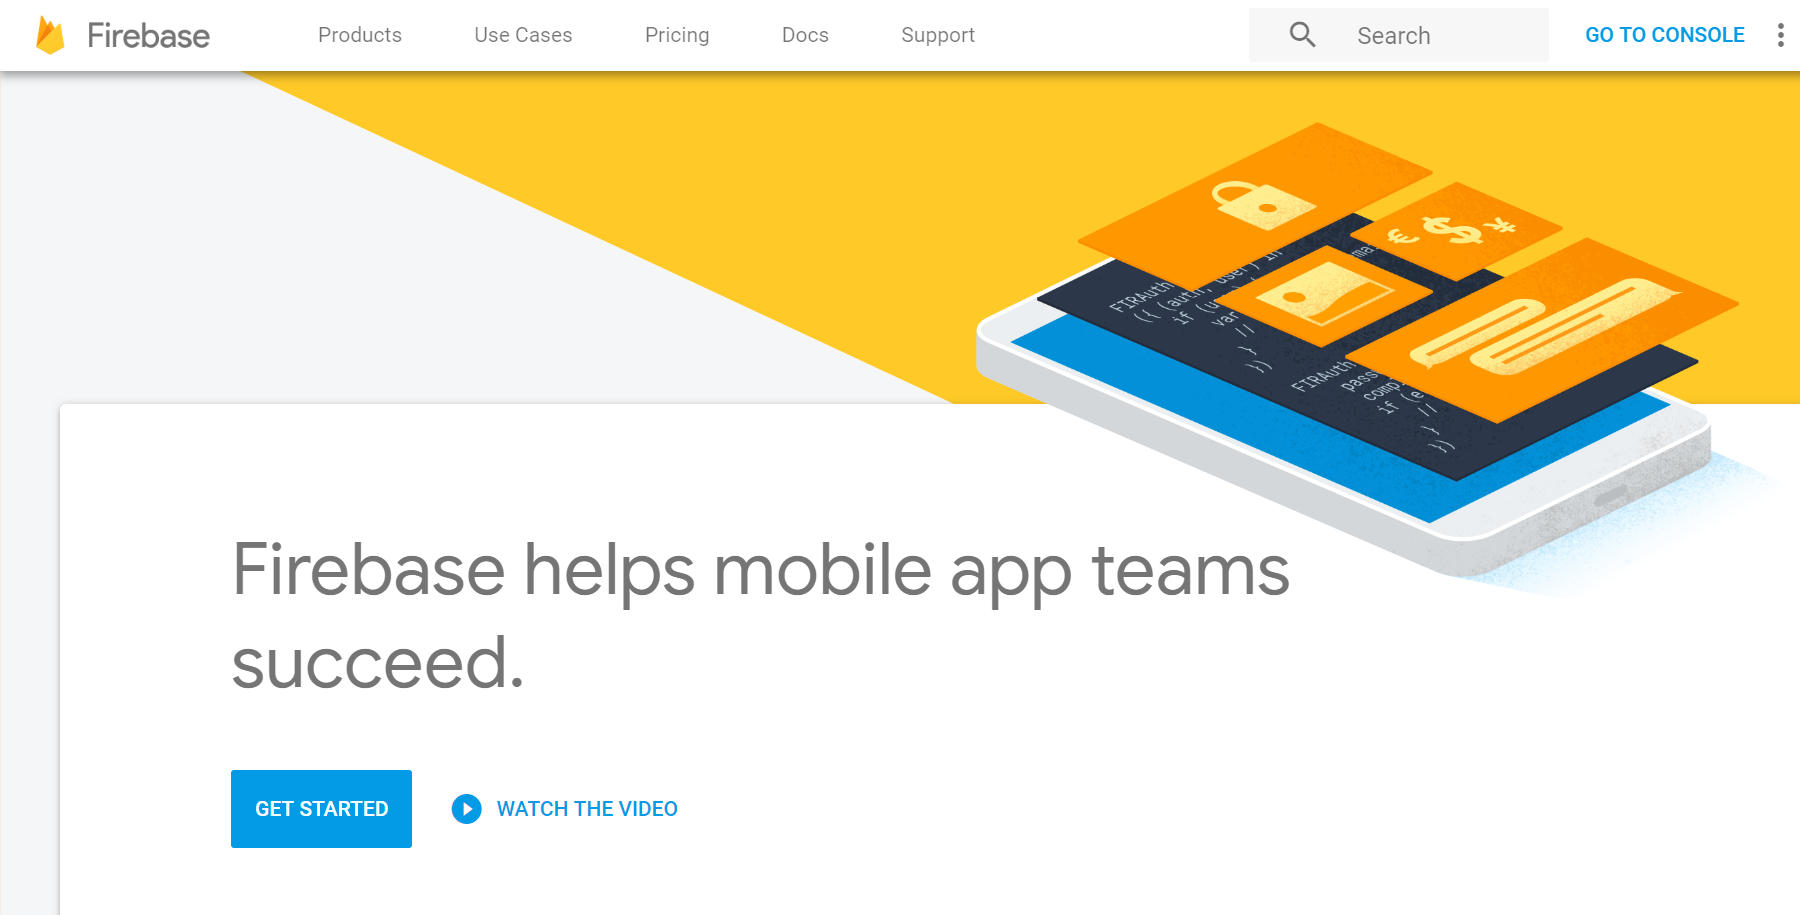 Firebase
Products
Use Cases
Pricing
Docs
Support
Search
GO TO CONSOLE
FIRAuth
({ (auth, user) in
if (u
var
//
}
})
FIRAuth
pass
comp
if (e
//
}
})
€ $ ¥
Firebase helps mobile app teams
succeed.
GET STARTED
WATCH THE VIDEO